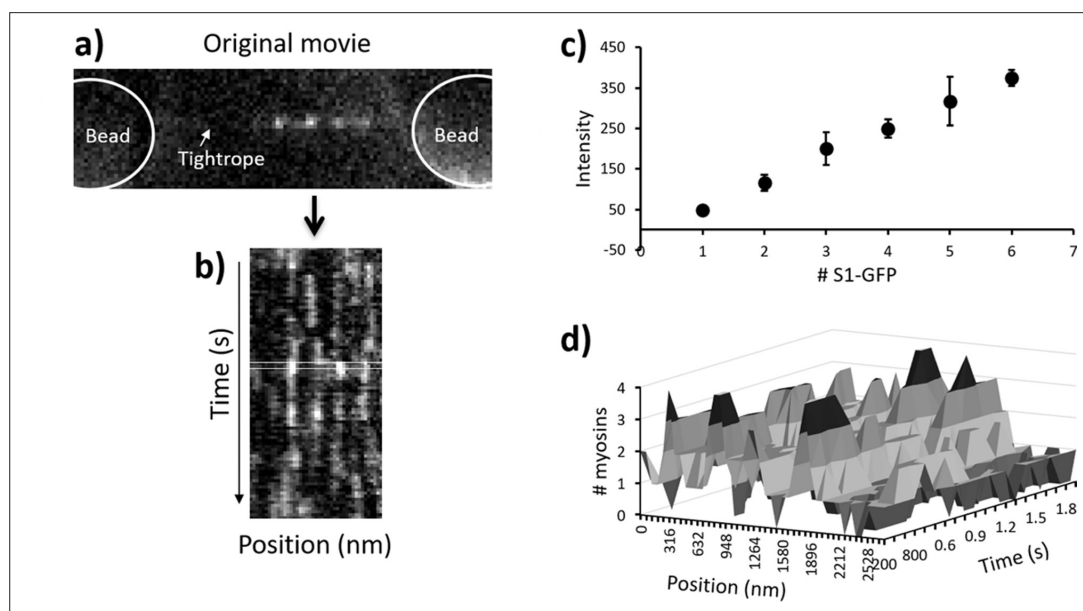 a)
Original movie
Bead
Bead
Tightrope
b)
Time (s)
Position (nm)
c)
Intensity
450
350
250
150
50
-50
0 1 2 3 4 5 6 7
# S1-GFP
d)
# myosins
4
3
2
1
0
0 316 632 948 1264 1580 1896 2212 2528
Position (nm)
200 800 0.6 0.9 1.2 1.5 1.8
Time (s)